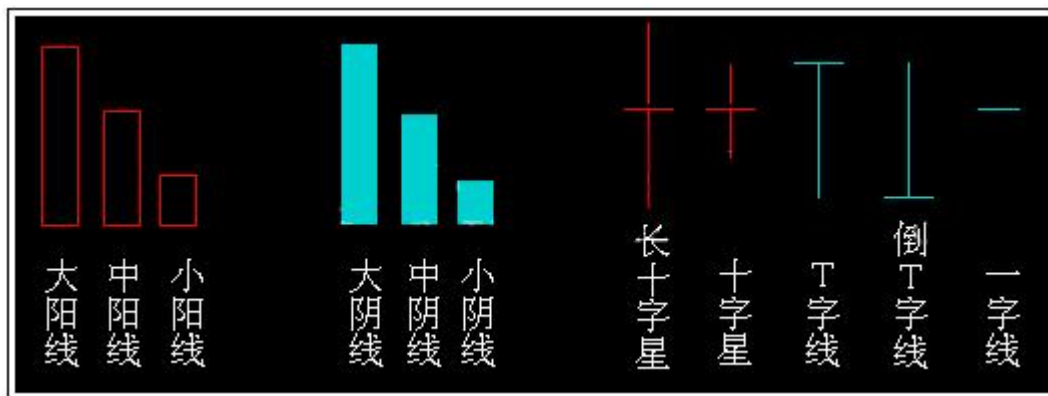 大阳线
中阳线
小阳线
大阴线
中阴线
小阴线
长十字星
十字星
T字线
倒T字线
一字线